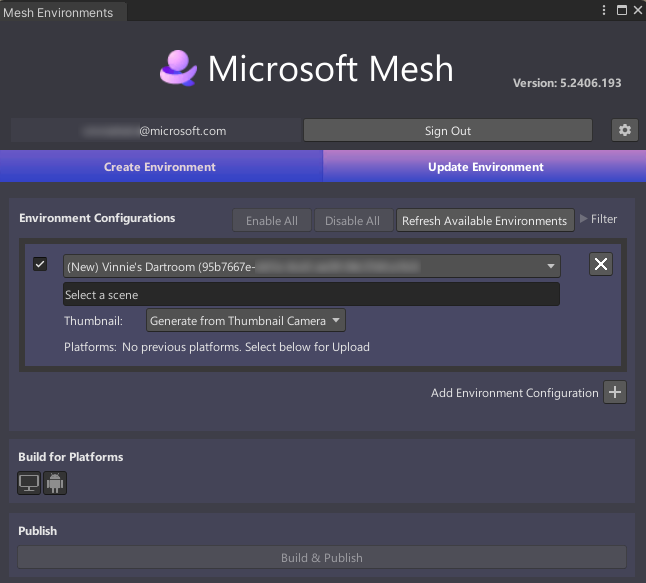 Mesh Environments
Microsoft Mesh
Version: 5.2406.193
@microsoft.com
Sign Out
Create Environment
Update Environment
Environment Configurations
Enable All
Disable All
Refresh Available Environments
Filter
(New) Vinnie's Dartroom (95b7667e-
Select a scene
Thumbnail: Generate from Thumbnail Camera
Platforms: No previous platforms. Select below for Upload
Add Environment Configuration
Build for Platforms
Publish
Build & Publish